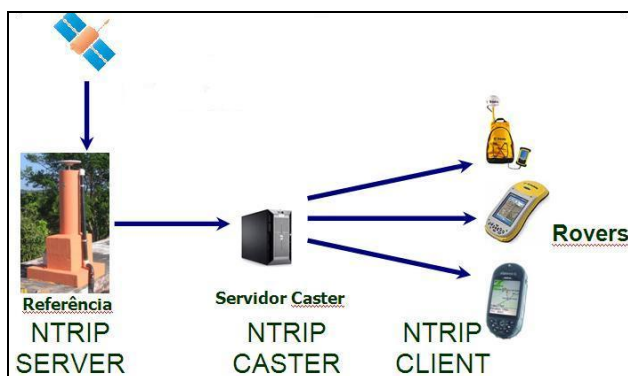 Rovers
Referência
Servidor Caster
NTRIP
SERVER
NTRIP
CASTER
NTRIP
CLIENT